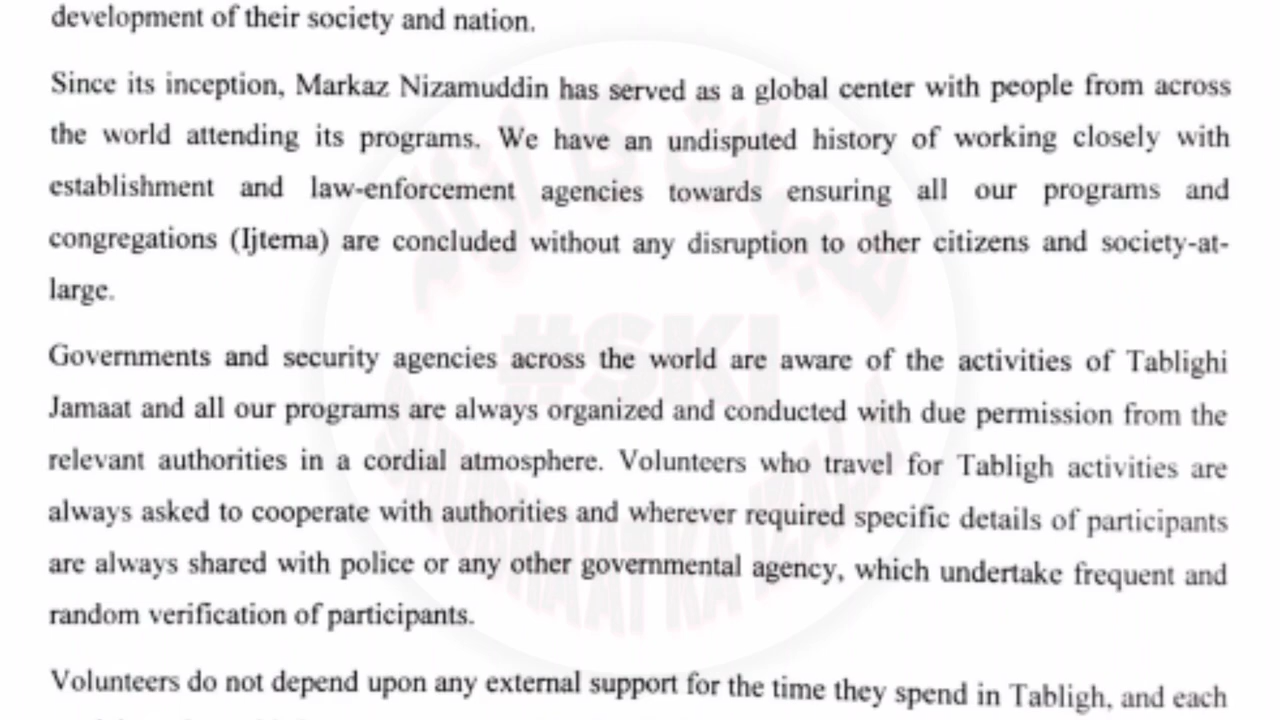 development of their society and nation.
Since its inception, Markaz Nizamuddin has served as a global center with people from across
the world attending its programs. We have an undisputed history of working closely with
establishment and law-enforcement agencies towards ensuring all our programs and
congregations (Ijtema) are concluded without any disruption to other citizens and society-at-
large.
Governments and security agencies across the world are aware of the activities of Tablighi
Jamaat and all our programs are always organized and conducted with due permission from the
relevant authorities in a cordial atmosphere. Volunteers who travel for Tabligh activities are
always asked to cooperate with authorities and wherever required specific details of participants
are always shared with police or any other governmental agency, which undertake frequent and
random verification of participants.
Volunteers do not depend upon any external support for the time they spend in Tabligh, and each
#SKI